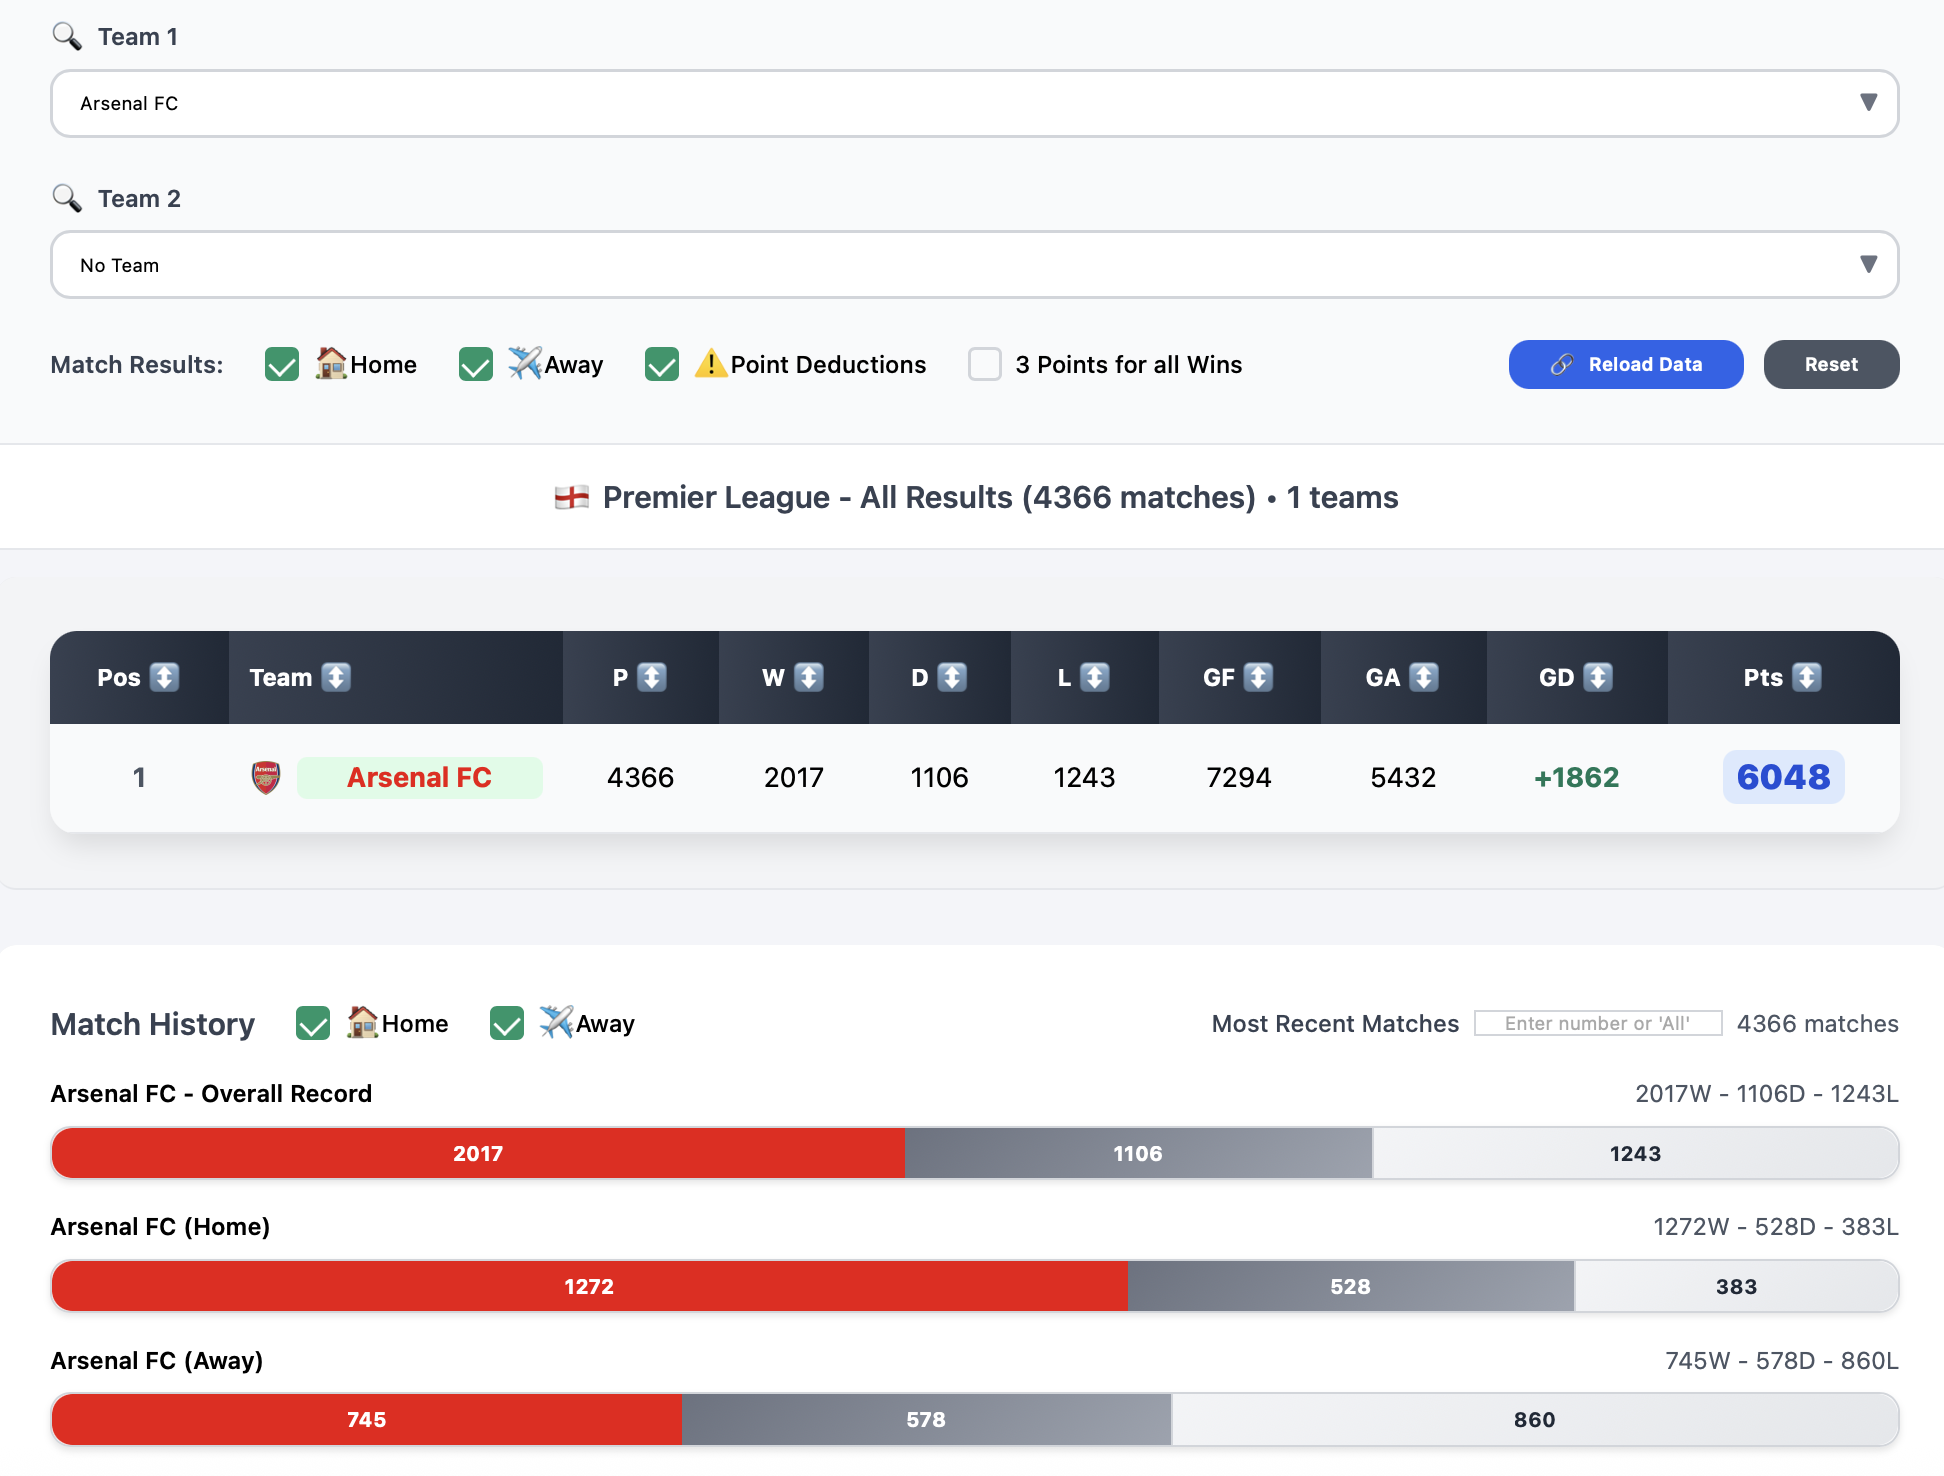 Team 1
Arsenal FC
Team 2
No Team
Match Results: Home Away Point Deductions 3 Points for all Wins Reload Data Reset
Premier League - All Results (4366 matches) • 1 teams
Pos Team P W D L GF GA GD Pts
1 Arsenal FC 4366 2017 1106 1243 7294 5432 +1862 6048
Match History Home Away Most Recent Matches Enter number or 'All' 4366 matches
Arsenal FC - Overall Record 2017W - 1106D - 1243L
2017 1106 1243
Arsenal FC (Home) 1272W - 528D - 383L
1272 528 383
Arsenal FC (Away) 745W - 578D - 860L
745 578 860